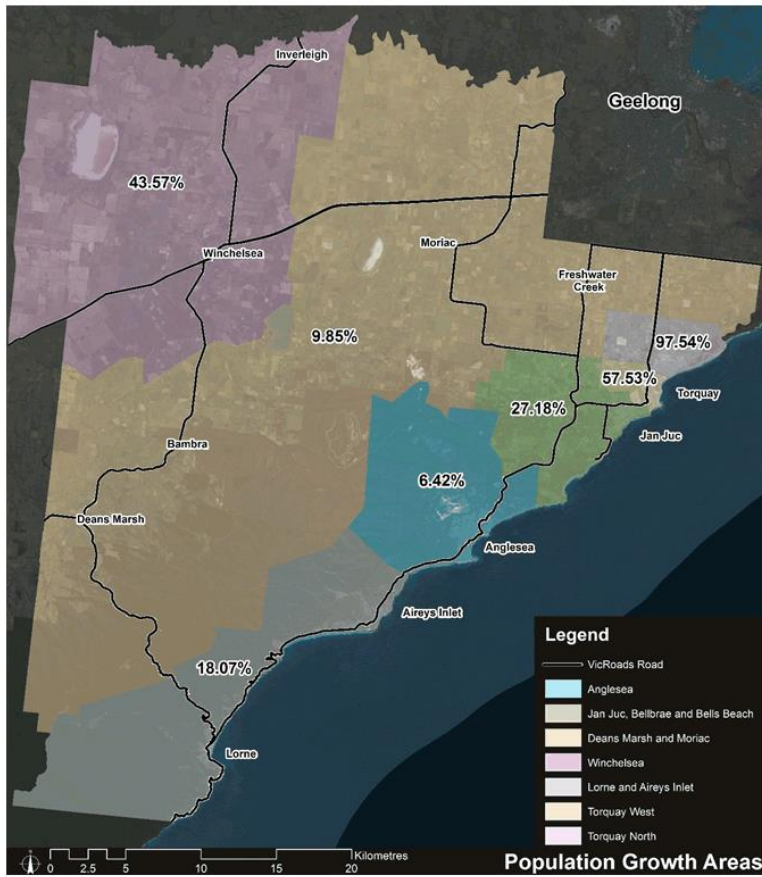 Inverleigh
Geelong
43.57%
Winchelsea
Moriac
Freshwater
Creek
9.85%
97.54%
57.53%
Torquay
27.18%
Jan Juc
Bambra
6.42%
Deans Marsh
Anglesea
Aireys Inlet
18.07%
Lorne
Legend
VicRoads Road
Anglesea
Jan Juc, Bellbrae and Bells Beach
Deans Marsh and Moriac
Winchelsea
Lorne and Aireys Inlet
Torquay West
Torquay North
Kilometres
0 2.5 5 10 15 20
Population Growth Areas